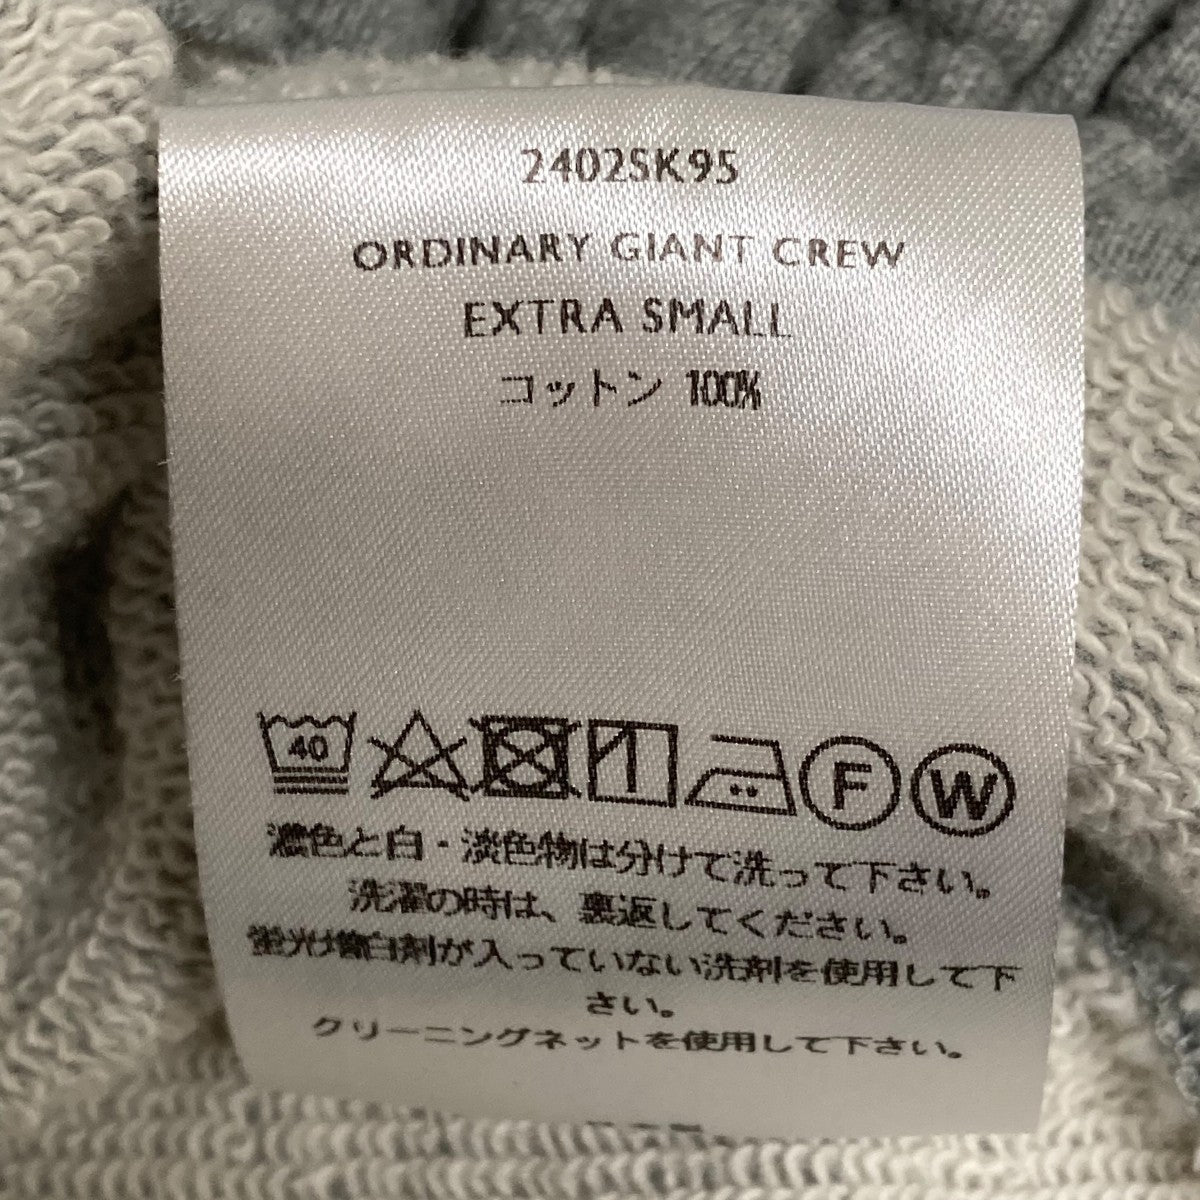 2402SK95
ORDINARY GIANT CREW
EXTRA SMALL
コットン 100%
40 F W
濃色と白・淡色物は分けて洗って下さい。
洗濯の時は、裏返してください。
蛍光増白剤が入っていない洗剤を使用して下
さい。
クリーニングネットを使用して下さい。